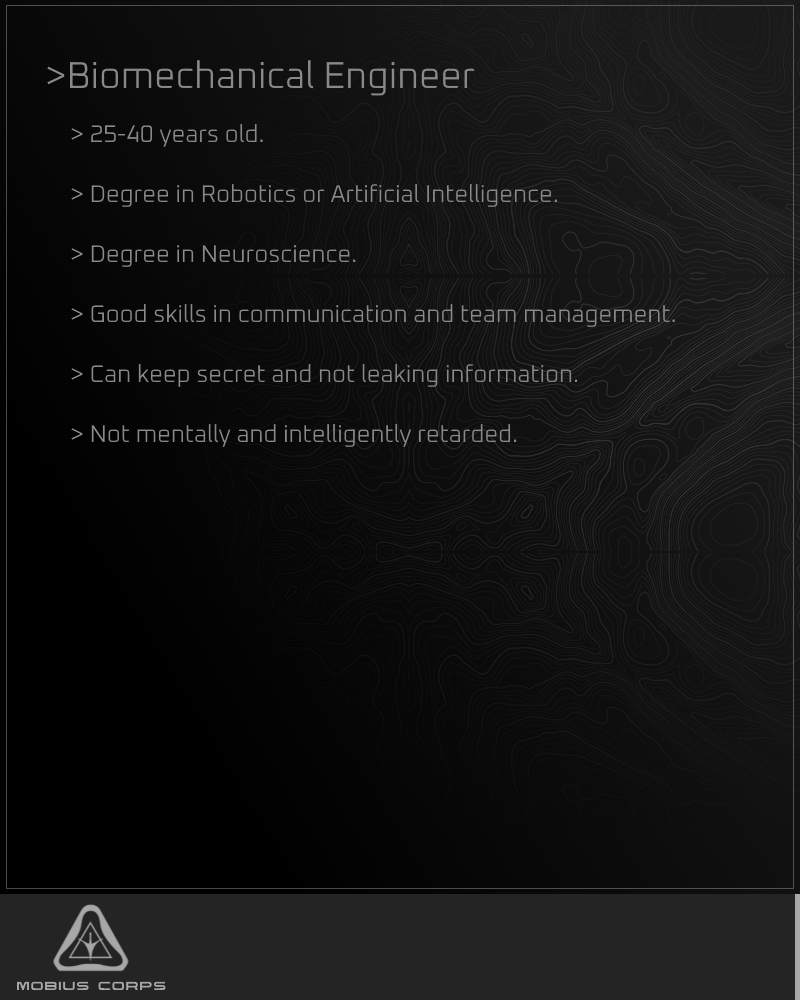 >Biomechanical Engineer
> 25-40 years old.
> Degree in Robotics or Artificial Intelligence.
> Degree in Neuroscience.
> Good skills in communication and team management.
> Can keep secret and not leaking information.
> Not mentally and intelligently retarded.
MOBIUS CORPS